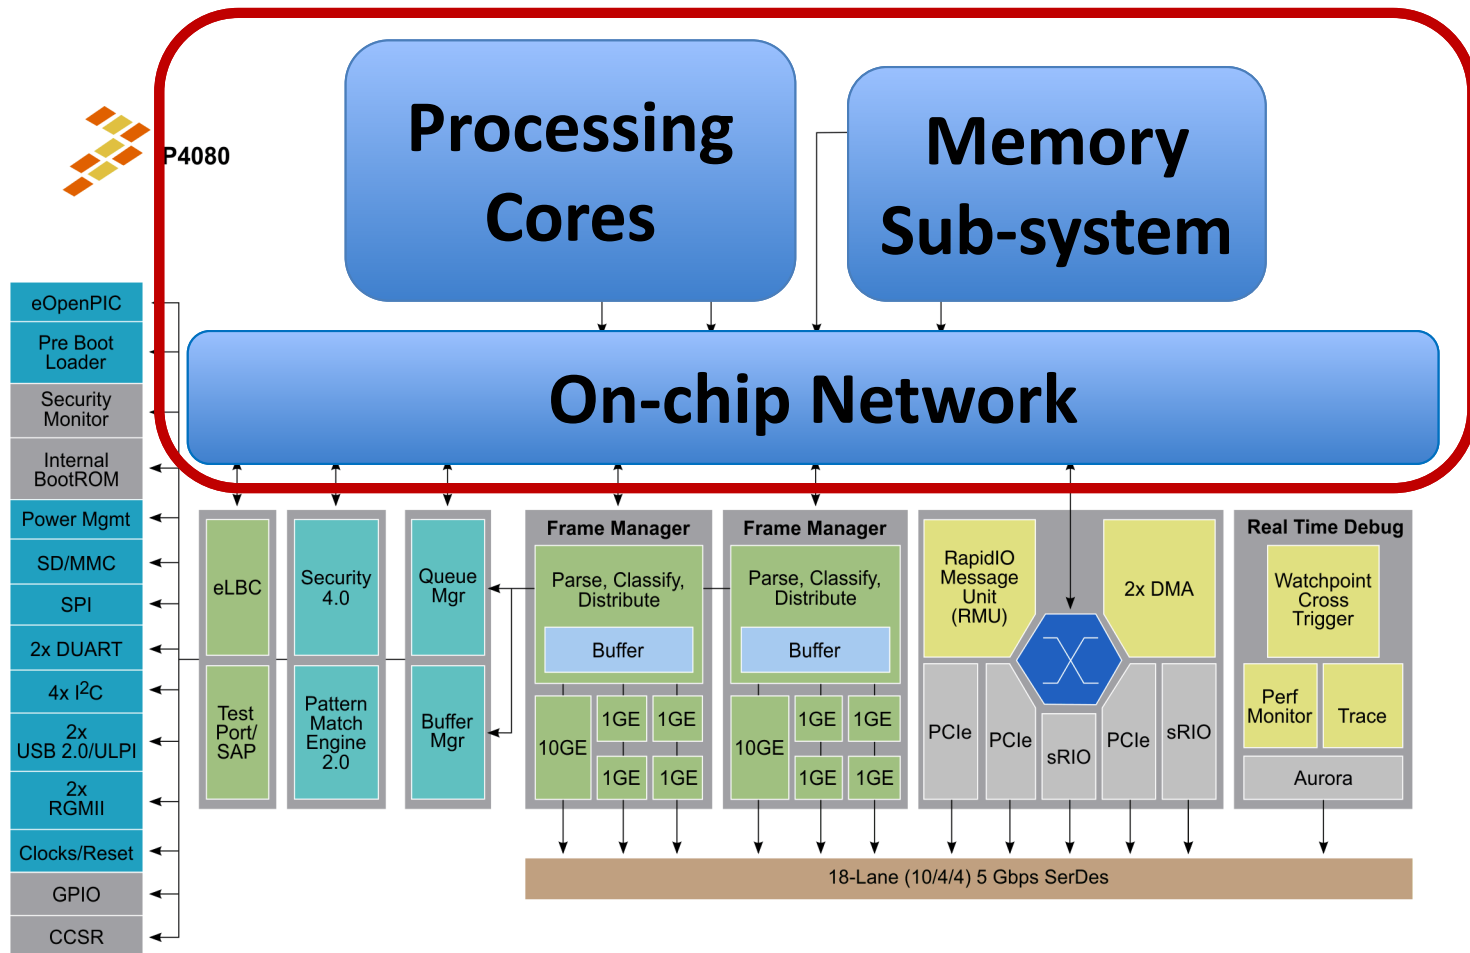 Processing
Cores
Memory
Sub-system
P4080
On-chip Network
eOpenPIC
Pre Boot
Loader
Security
Monitor
Internal
BootROM
Power Mgmt
SD/MMC
SPI
2x DUART
4x I²C
2x
USB 2.0/ULPI
2x
RGMII
Clocks/Reset
GPIO
CCSR
eLBC
Test
Port/
SAP
Security
4.0
Pattern
Match
Engine
2.0
Queue
Mgr
Buffer
Mgr
Frame Manager
Parse, Classify,
Distribute
Buffer
10GE
1GE
1GE
1GE
1GE
Frame Manager
Parse, Classify,
Distribute
Buffer
10GE
1GE
1GE
1GE
1GE
RapidIO
Message
Unit
(RMU)
2x DMA
PCIe
PCIe
sRIO
PCIe
sRIO
Real Time Debug
Watchpoint
Cross
Trigger
Perf
Monitor
Trace
Aurora
18-Lane (10/4/4) 5 Gbps SerDes